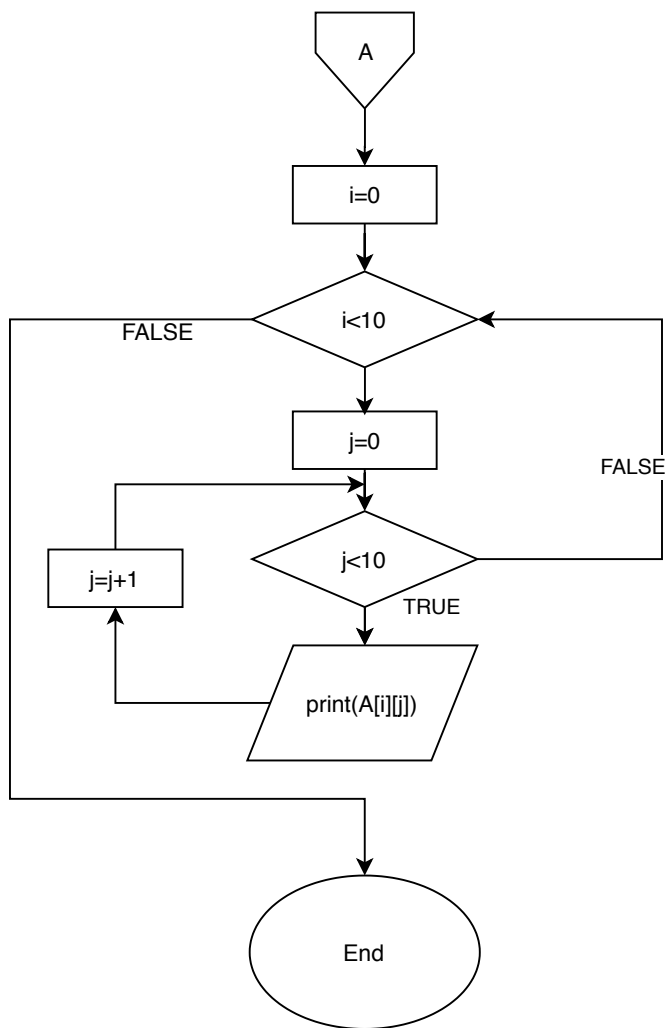 A
i=0
i<10
FALSE
j=0
FALSE
j<10
j=j+1
TRUE
print(A[i][j])
End